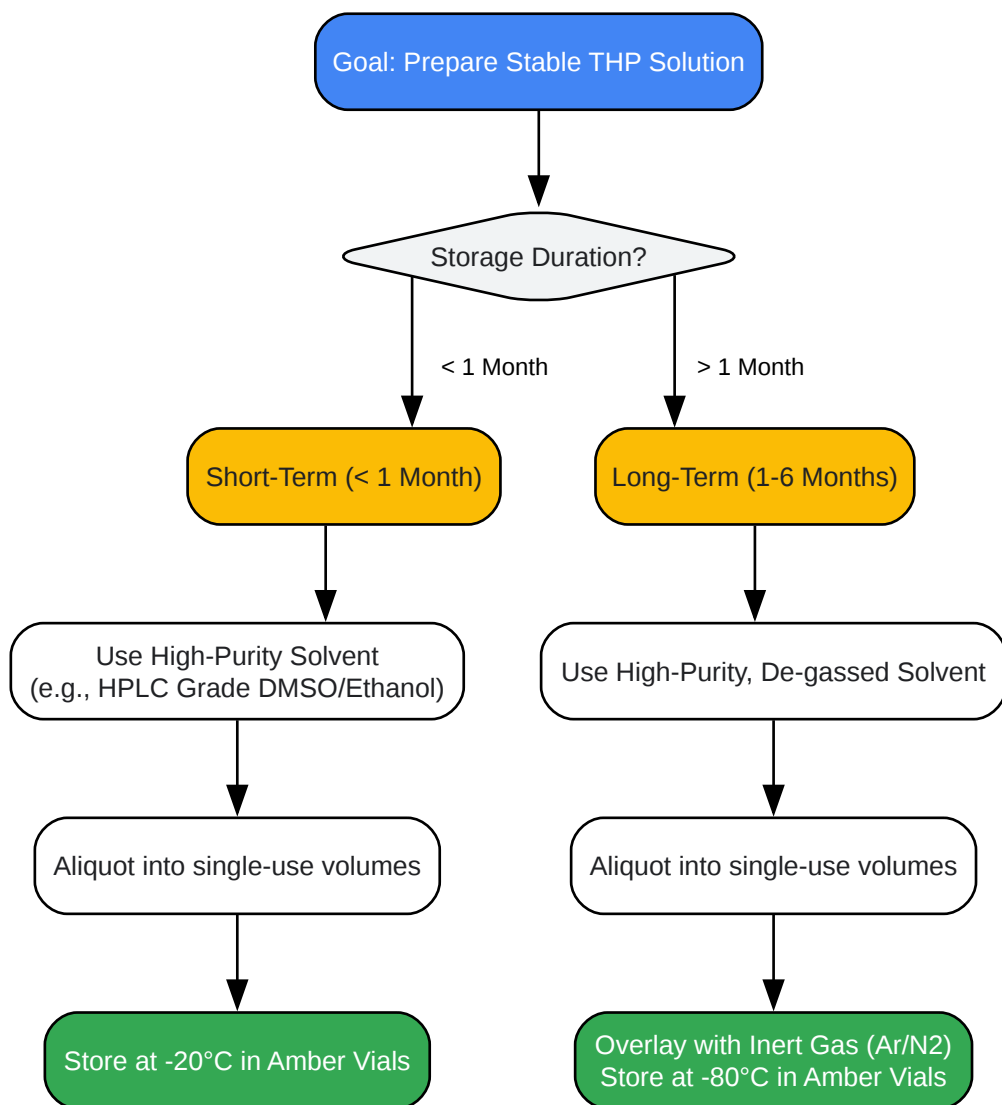 Goal: Prepare Stable THP Solution
Storage Duration?
< 1 Month
> 1 Month
Short-Term (< 1 Month)
Long-Term (1-6 Months)
Use High-Purity Solvent
(e.g., HPLC Grade DMSO/Ethanol)
Use High-Purity, De-gassed Solvent
Aliquot into single-use volumes
Aliquot into single-use volumes
Store at -20°C in Amber Vials
Overlay with Inert Gas (Ar/N2)
Store at -80°C in Amber Vials